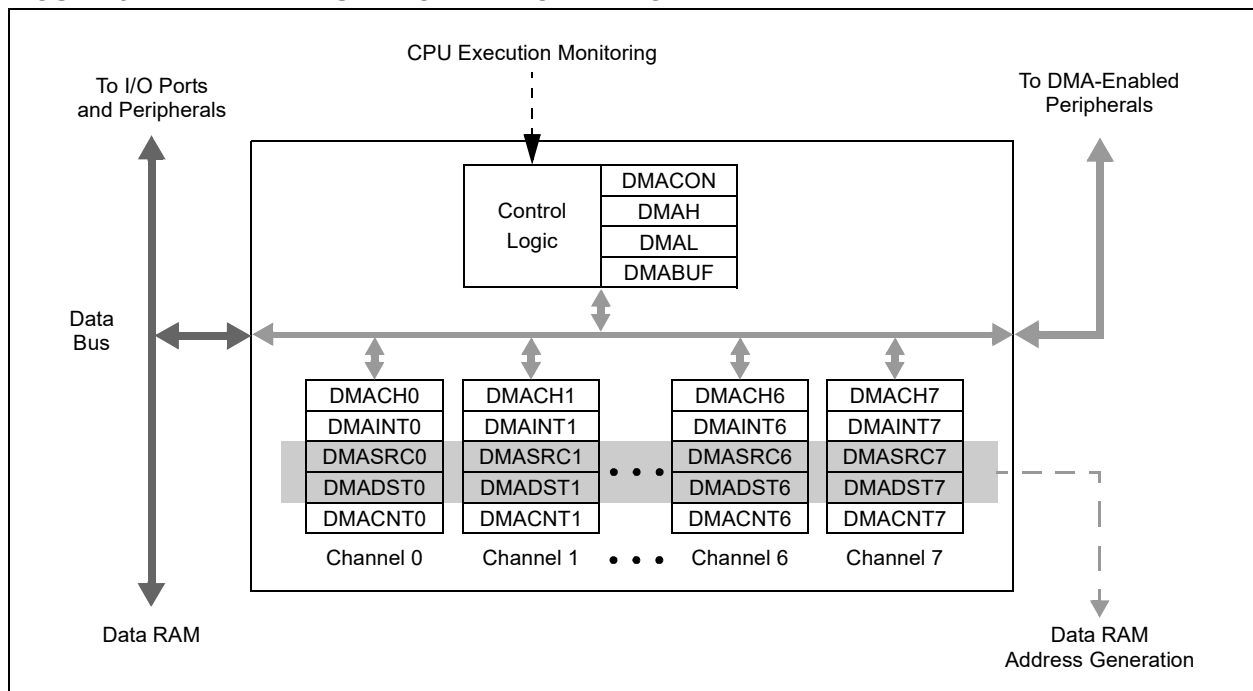 CPU Execution Monitoring
To I/O Ports
and Peripherals
To DMA-Enabled
Peripherals
Control
Logic
DMACON
DMAH
DMAL
DMABUF
Data
Bus
DMACH0
DMAINT0
DMASRC0
DMADST0
DMACNT0
Channel 0
DMACH1
DMAINT1
DMASRC1
DMADST1
DMACNT1
Channel 1
DMACH6
DMAINT6
DMASRC6
DMADST6
DMACNT6
Channel 6
DMACH7
DMAINT7
DMASRC7
DMADST7
DMACNT7
Channel 7
Data RAM
Data RAM
Address Generation